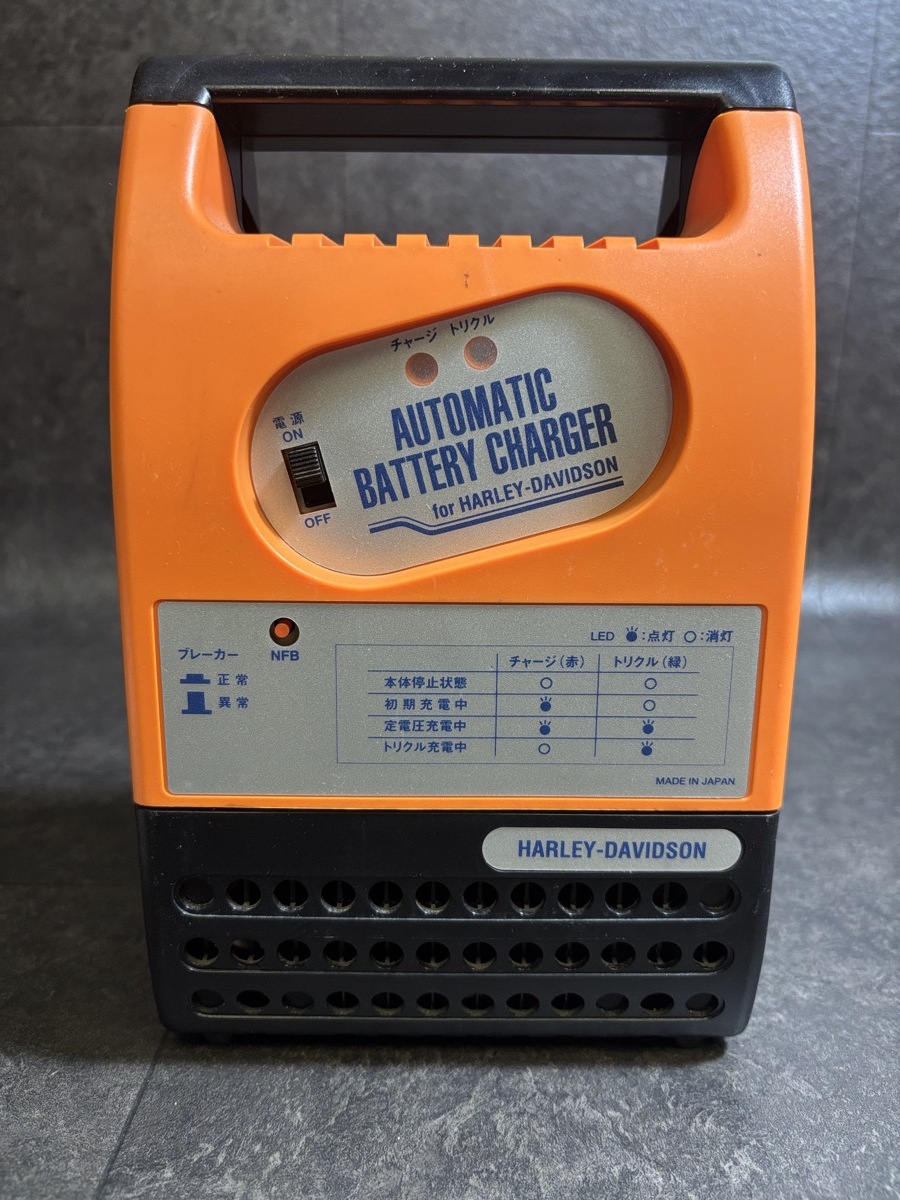 チャージ トリクル
電源
ON
OFF
AUTOMATIC
BATTERY CHARGER
for HARLEY-DAVIDSON
ブレーカー
NFB
正常
異常
LED :点灯 :消灯
チャージ(赤) トリクル(緑)
本体停止状態
初期充電中
定電圧充電中
トリクル充電中
MADE IN JAPAN
HARLEY-DAVIDSON